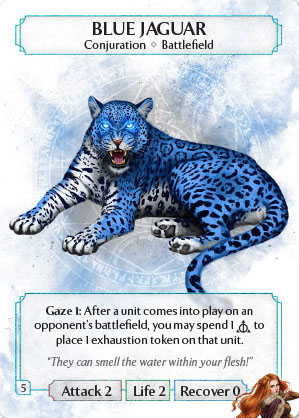 BLUE JAGUAR
Conjuration ◇ Battlefield
Gaze 1: After a unit comes into play on an
opponent's battlefield, you may spend 1 to
place 1 exhaustion token on that unit.
"They can smell the water within your flesh!"
5 Attack 2 Life 2 Recover 0